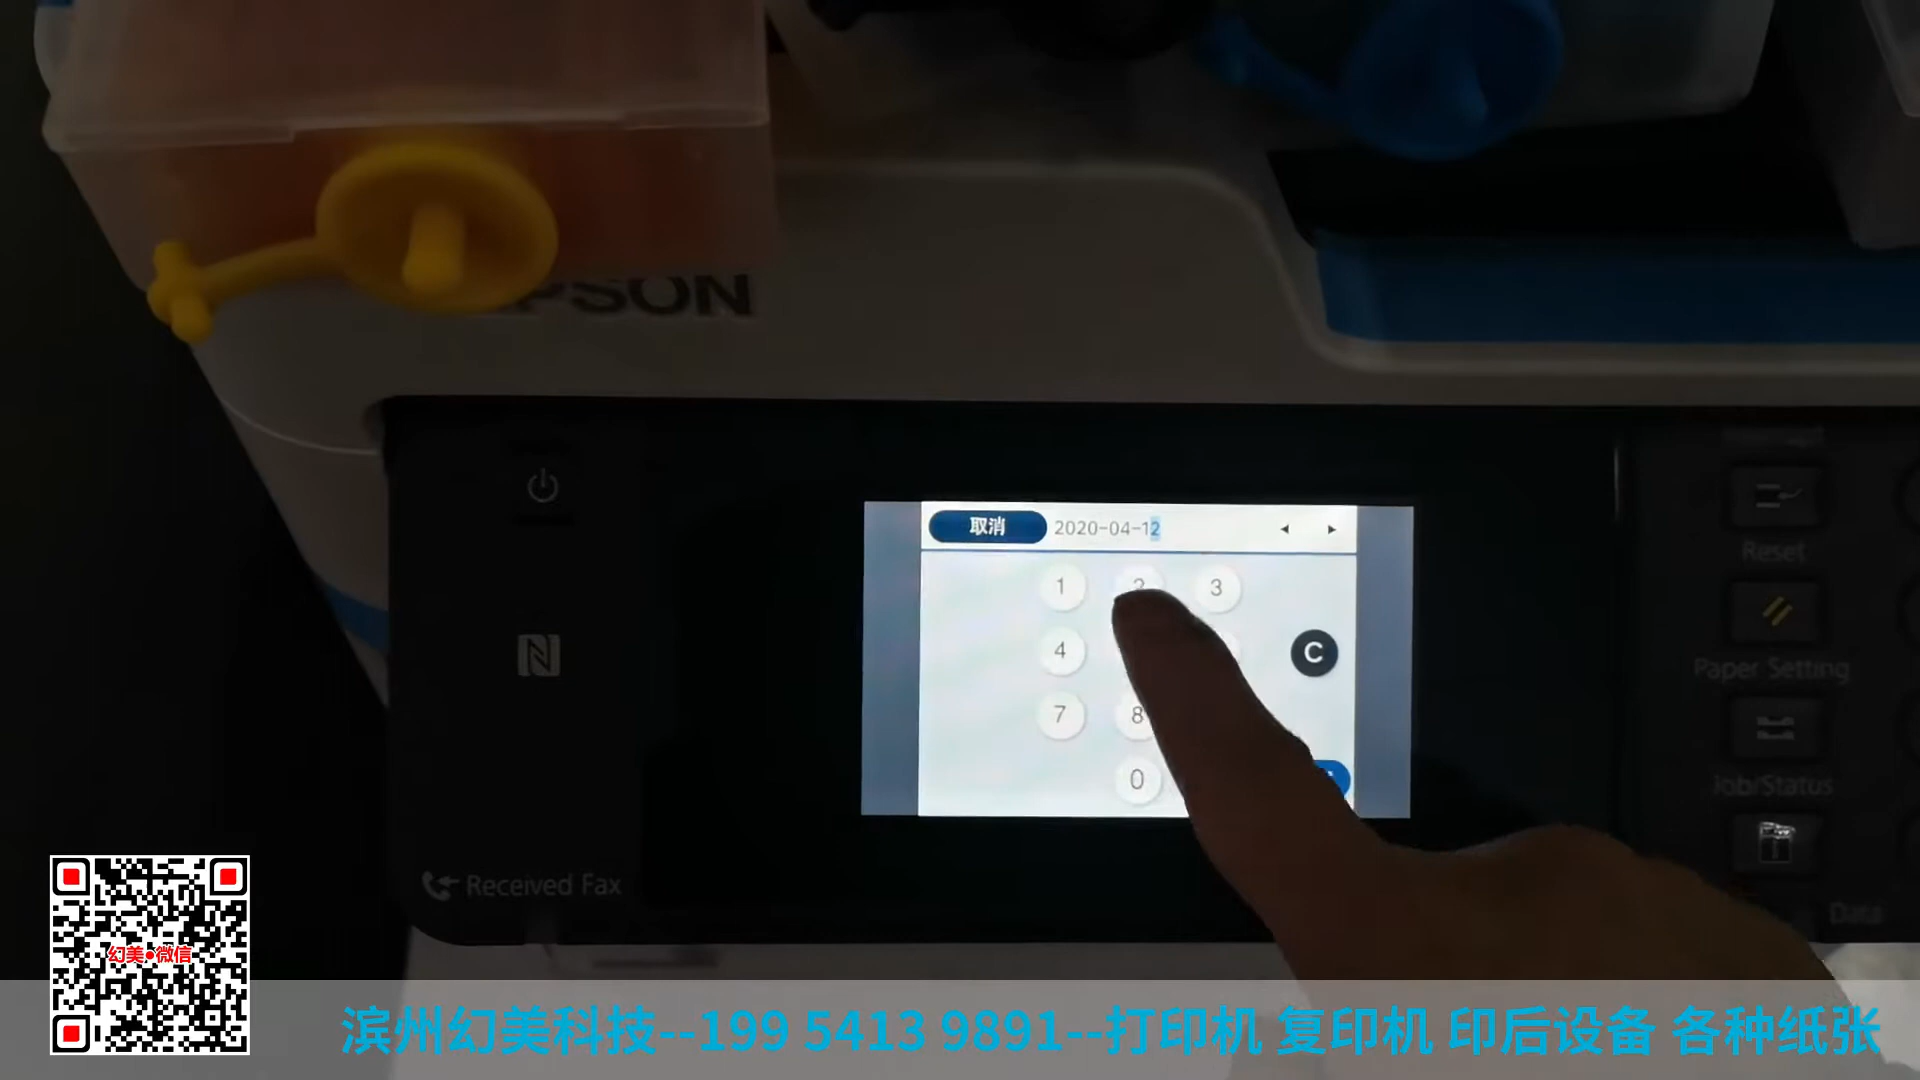 PSON
取消
2020-04-12
1 2 3
4
C
7 8
0
Reset
Paper Setting
Job/Status
Received Fax
Data
幻美●微信
滨州幻美科技--199 5413 9891--打印机 复印机 印后设备 各种纸张